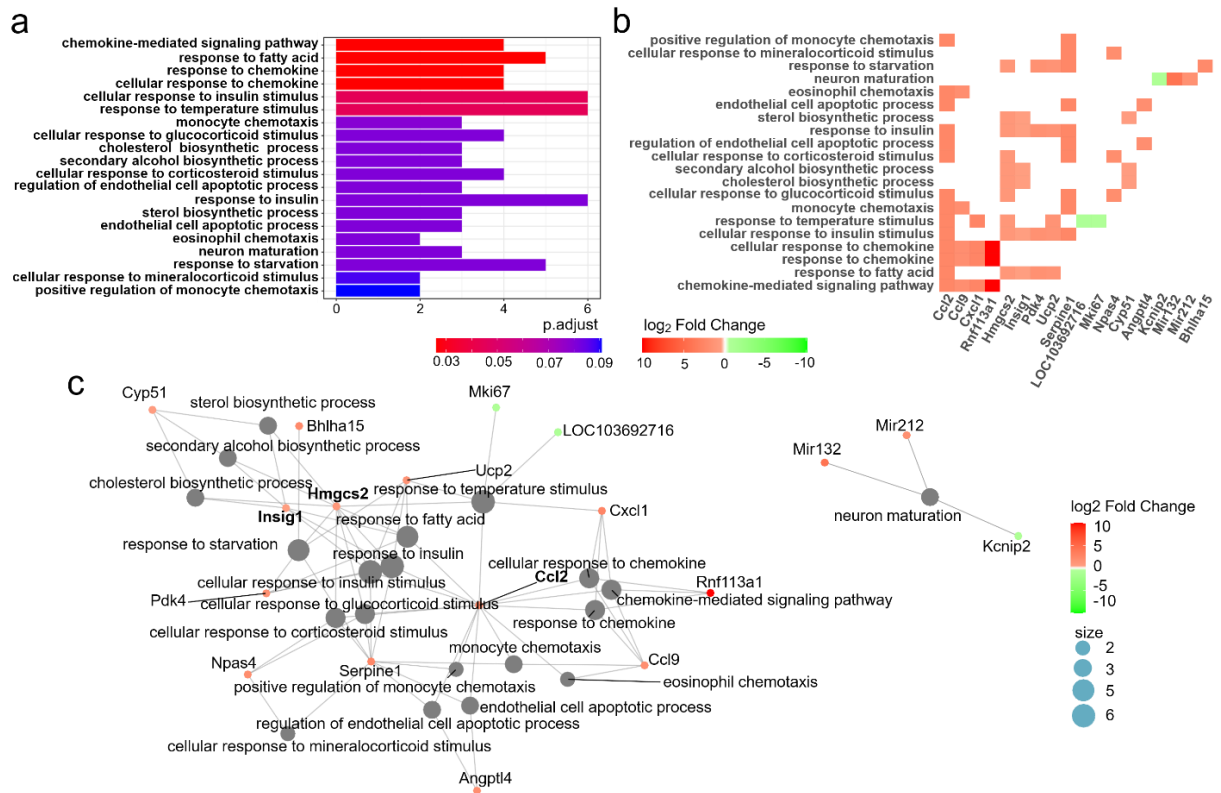 a
chemokine-mediated signaling pathway
response to fatty acid
response to chemokine
cellular response to chemokine
cellular response to insulin stimulus
response to temperature stimulus
monocyte chemotaxis
cellular response to glucocorticoid stimulus
cholesterol biosynthetic process
secondary alcohol biosynthetic process
cellular response to corticosteroid stimulus
regulation of endothelial cell apoptotic process
response to insulin
sterol biosynthetic process
endothelial cell apoptotic process
eosinophil chemotaxis
neuron maturation
response to starvation
cellular response to mineralocorticoid stimulus
positive regulation of monocyte chemotaxis
0 2 4 6
p.adjust
0.03 0.05 0.07 0.09
b
positive regulation of monocyte chemotaxis
cellular response to mineralocorticoid stimulus
response to starvation
neuron maturation
eosinophil chemotaxis
endothelial cell apoptotic process
sterol biosynthetic process
response to insulin
regulation of endothelial cell apoptotic process
cellular response to corticosteroid stimulus
secondary alcohol biosynthetic process
cholesterol biosynthetic process
cellular response to glucocorticoid stimulus
monocyte chemotaxis
response to temperature stimulus
cellular response to insulin stimulus
cellular response to chemokine
response to chemokine
response to fatty acid
chemokine-mediated signaling pathway
Ccl2
Ccl9
Cxcl1
Rnf113a1
Hmgcs2
Insig1
Pdk4
Ucp2
Serpine1
LOC103692716
Mki67
Npas4
Cyp51
Angptl4
Kcnip2
Mir132
Mir212
Bhlha15
log2 Fold Change
10 5 0 -5 -10
c
Cyp51
Mki67
sterol biosynthetic process
Bhlha15
LOC103692716
Mir212
secondary alcohol biosynthetic process
Mir132
Ucp2
cholesterol biosynthetic process
response to temperature stimulus
Hmgcs2
Insig1
response to fatty acid
Cxcl1
neuron maturation
response to starvation
response to insulin
Kcnip2
cellular response to chemokine
cellular response to insulin stimulus
Ccl2
Rnf113a1
Pdk4
cellular response to glucocorticoid stimulus
chemokine-mediated signaling pathway
response to chemokine
cellular response to corticosteroid stimulus
monocyte chemotaxis
Npas4
Serpine1
Ccl9
positive regulation of monocyte chemotaxis
eosinophil chemotaxis
endothelial cell apoptotic process
regulation of endothelial cell apoptotic process
cellular response to mineralocorticoid stimulus
Angptl4
log2 Fold Change
10
5
0
-5
-10
size
2
3
5
6